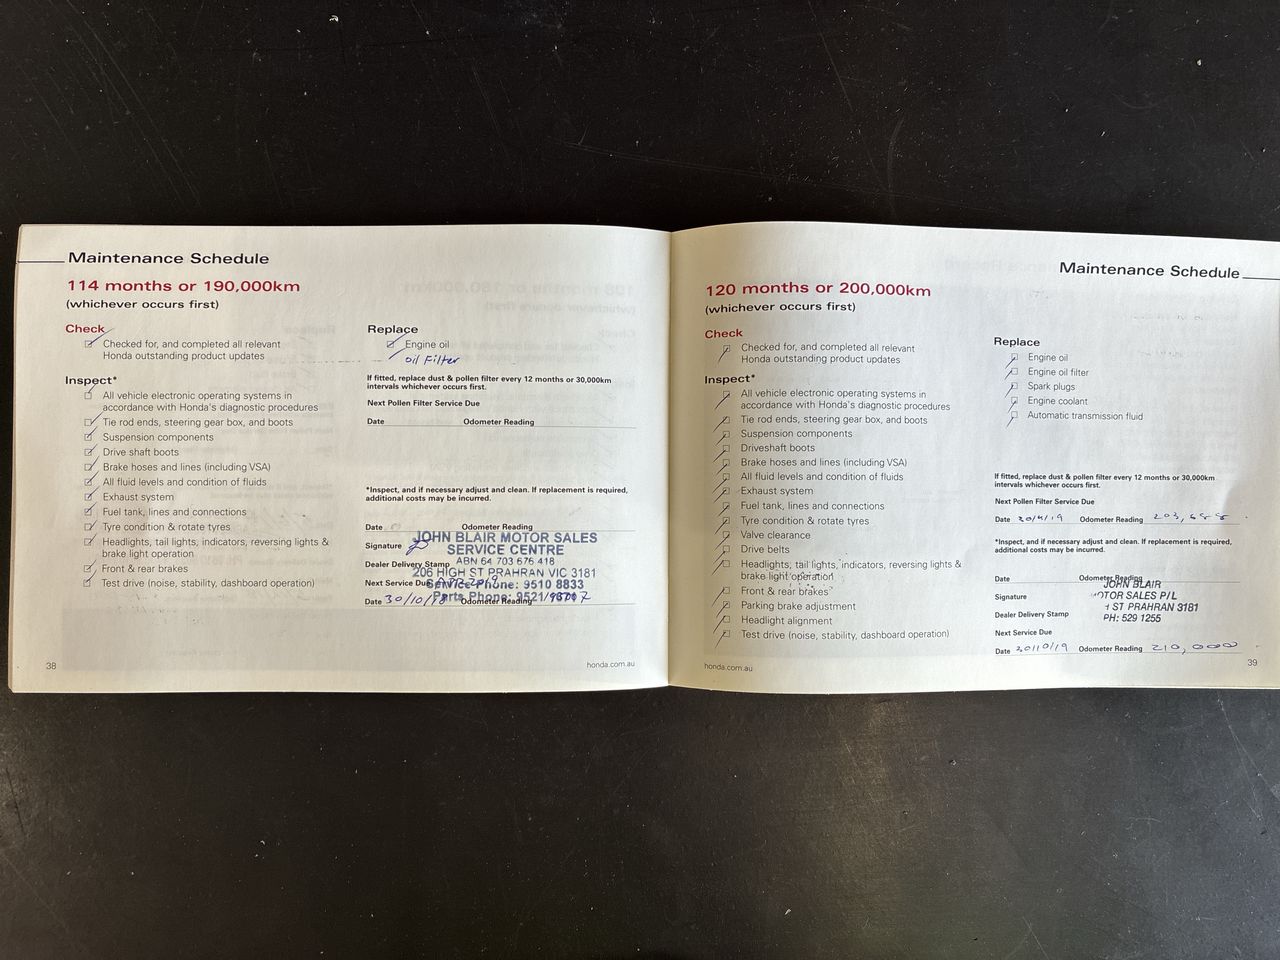 Maintenance Schedule
114 months or 190,000km
(whichever occurs first)
Check
Checked for, and completed all relevant
Honda outstanding product updates
Inspect*
All vehicle electronic operating systems in
accordance with Honda's diagnostic procedures
Tie rod ends, steering gear box, and boots
Suspension components
Drive shaft boots
Brake hoses and lines (including VSA)
All fluid levels and condition of fluids
Exhaust system
Fuel tank, lines and connections
Tyre condition & rotate tyres
Headlights, tail lights, indicators, reversing lights &
brake light operation
Front & rear brakes
Test drive (noise, stability, dashboard operation)
38
Replace
Engine oil
oil Filter
If fitted, replace dust & pollen filter every 12 months or 30,000km
intervals whichever occurs first.
Next Pollen Filter Service Due
Date Odometer Reading
*Inspect, and if necessary adjust and clean. If replacement is required,
additional costs may be incurred.
Date Odometer Reading
JOHN BLAIR MOTOR SALES
Signature SERVICE CENTRE
Dealer Delivery Stamp ABN 64 703 676 418
206 HIGH ST PRAHRAN VIC 3181
Next Service Due Service Phone: 9510 8833
Parts Phone: 9521
Date 30/10/18 Odometer Reading
honda.com.au
Maintenance Schedule
120 months or 200,000km
(whichever occurs first)
Check
Checked for, and completed all relevant
Honda outstanding product updates
Inspect*
All vehicle electronic operating systems in
accordance with Honda's diagnostic procedures
Tie rod ends, steering gear box, and boots
Suspension components
Driveshaft boots
Brake hoses and lines (including VSA)
All fluid levels and condition of fluids
Exhaust system
Fuel tank, lines and connections
Tyre condition & rotate tyres
Valve clearance
Drive belts
Headlights, tail lights, indicators, reversing lights &
brake light operation
Front & rear brakes
Parking brake adjustment
Headlight alignment
Test drive (noise, stability, dashboard operation)
honda.com.au
Replace
Engine oil
Engine oil filter
Spark plugs
Engine coolant
Automatic transmission fluid
If fitted, replace dust & pollen filter every 12 months or 30,000km
intervals whichever occurs first.
Next Pollen Filter Service Due
Date Odometer Reading
*Inspect, and if necessary adjust and clean. If replacement is required,
additional costs may be incurred.
Date Odometer Reading
JOHN BLAIR
Signature MOTOR SALES P/L
ST PRAHRAN 3181
Dealer Delivery Stamp PH: 529 1255
Next Service Due
Date 30/10/19 Odometer Reading 210,000
39